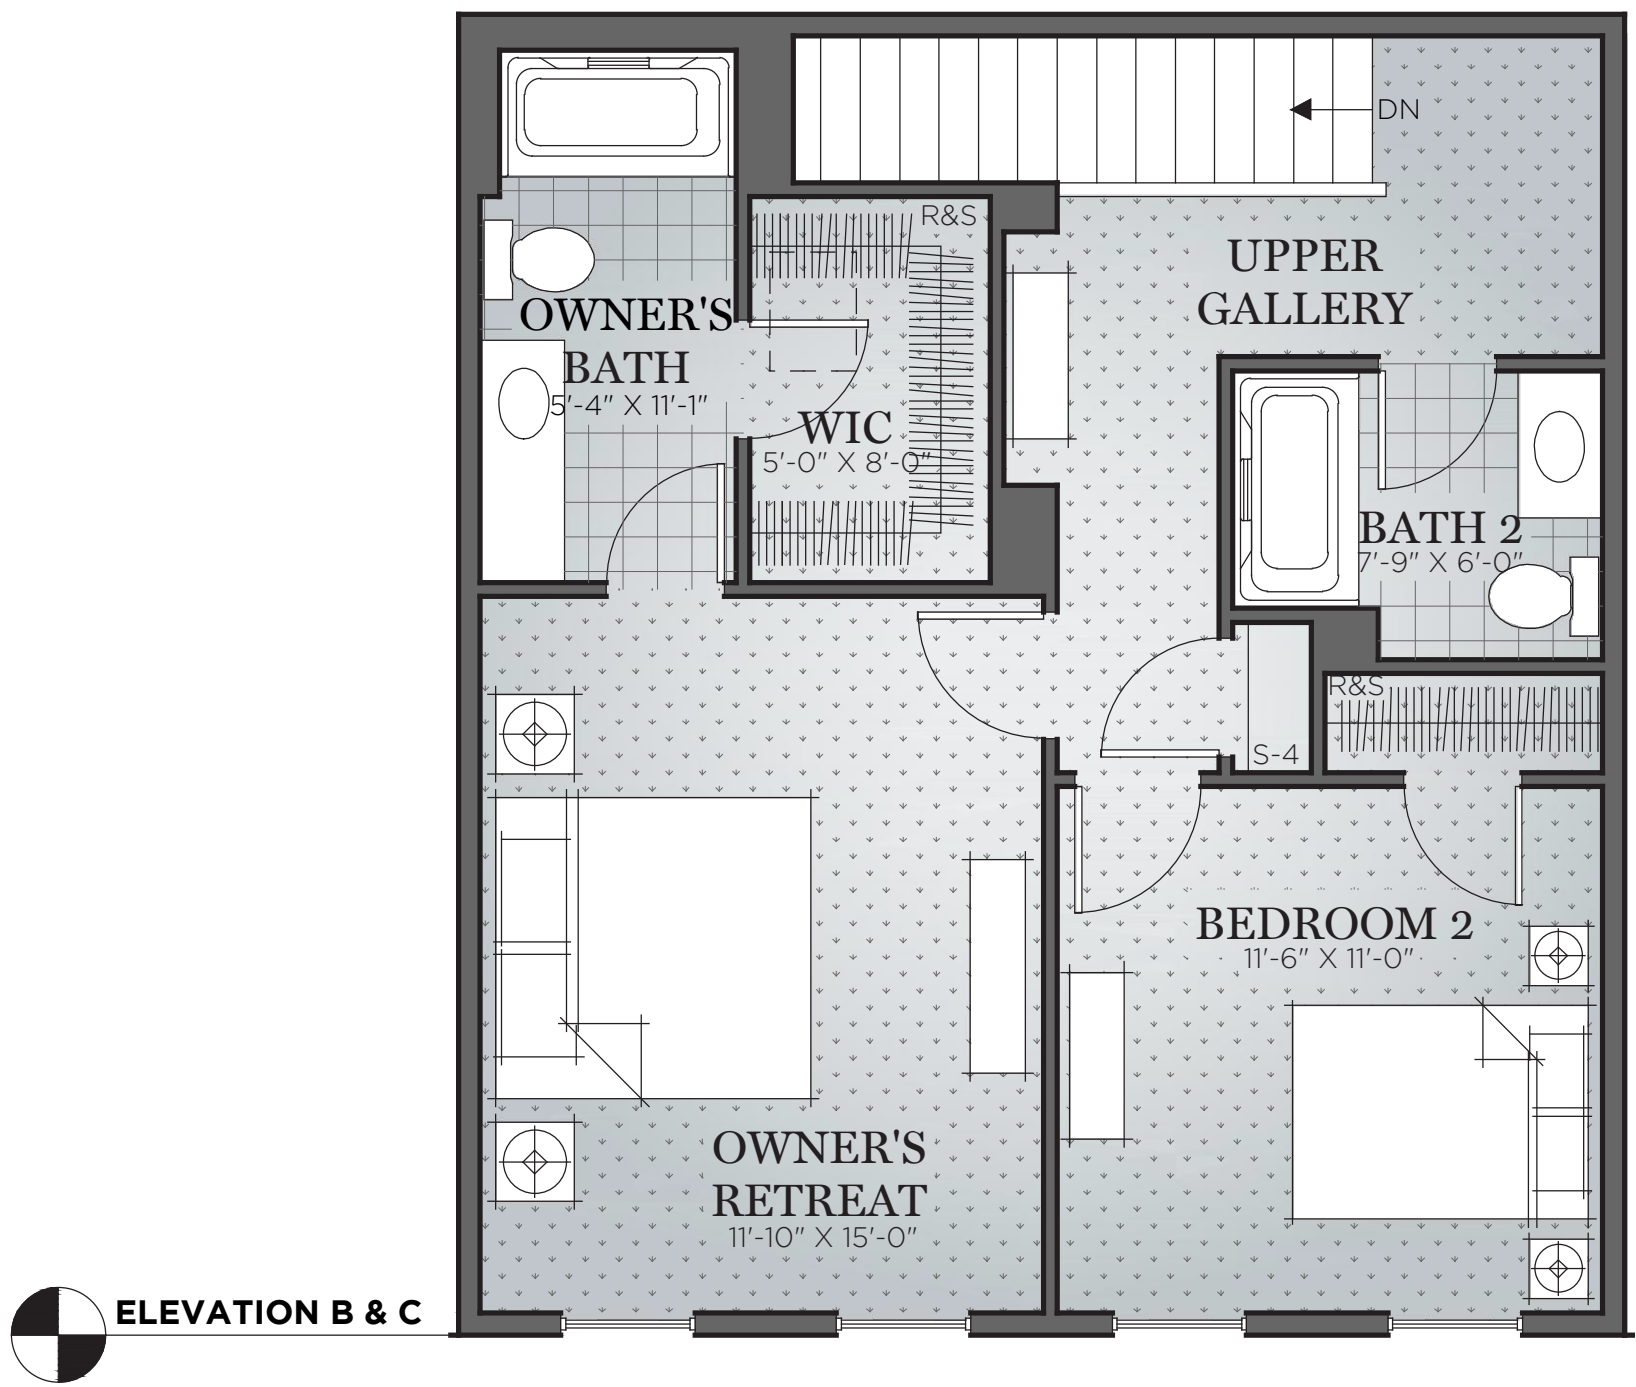 DN
R&S
UPPER
GALLERY
OWNER'S
BATH
5'-4" X 11'-1"
WIC
5'-0" X 8'-0"
BATH 2
7'-9" X 6'-0"
R&S
S-4
BEDROOM 2
11'-6" X 11'-0"
OWNER'S
RETREAT
11'-10" X 15'-0"
ELEVATION B & C